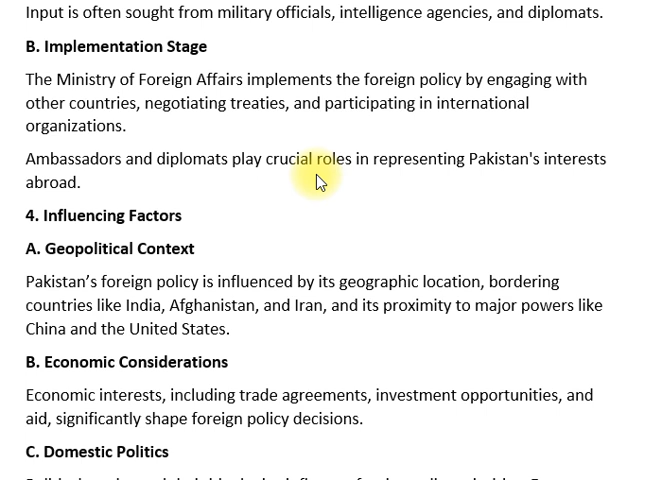 Input is often sought from military officials, intelligence agencies, and diplomats.
B. Implementation Stage
The Ministry of Foreign Affairs implements the foreign policy by engaging with
other countries, negotiating treaties, and participating in international
organizations.
Ambassadors and diplomats play crucial roles in representing Pakistan's interests
abroad.
4. Influencing Factors
A. Geopolitical Context
Pakistan’s foreign policy is influenced by its geographic location, bordering
countries like India, Afghanistan, and Iran, and its proximity to major powers like
China and the United States.
B. Economic Considerations
Economic interests, including trade agreements, investment opportunities, and
aid, significantly shape foreign policy decisions.
C. Domestic Politics